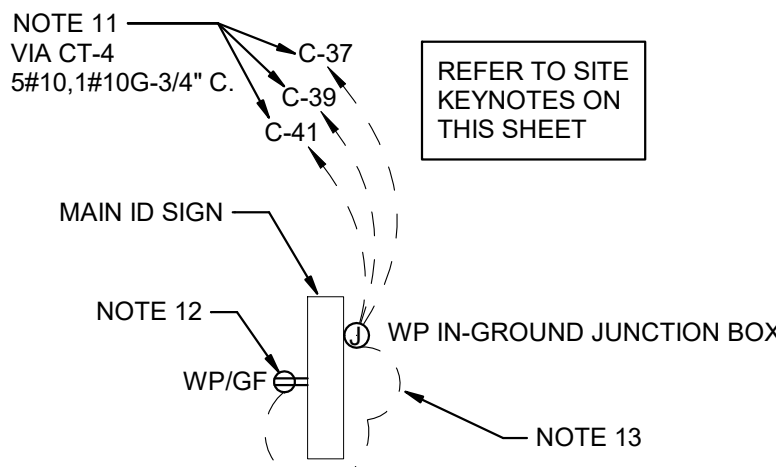 NOTE 11
VIA CT-4
5#10,1#10G-3/4" C.
C-37
C-39
C-41
REFER TO SITE
KEYNOTES ON
THIS SHEET
MAIN ID SIGN
NOTE 12
J
WP IN-GROUND JUNCTION BOX
WP/GF
NOTE 13